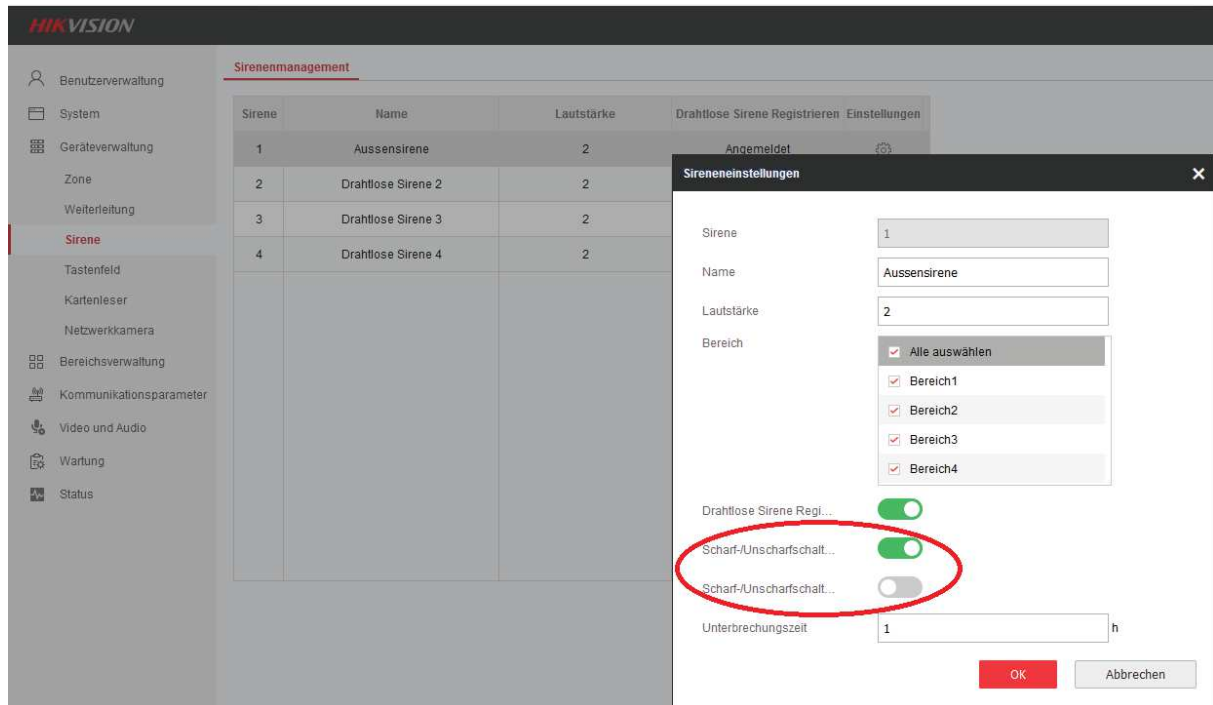 HIKVISION
Benutzerverwaltung
System
Geräteverwaltung
Zone
Weiterleitung
Sirene
Tastenfeld
Kartenleser
Netzwerkkamera
Bereichsverwaltung
Kommunikationsparameter
Video und Audio
Wartung
Status
Sirenenmanagement
Sirene Name Lautstärke Drahtlose Sirene Registrieren Einstellungen
1 Aussensirene 2 Angemeldet
2 Drahtlose Sirene 2 2
3 Drahtlose Sirene 3 2
4 Drahtlose Sirene 4 2
Sireneneinstellungen
Sirene 1
Name Aussensirene
Lautstärke 2
Bereich Alle auswählen
Bereich1
Bereich2
Bereich3
Bereich4
Drahtlose Sirene Regi...
Scharf-/Unscharfschalt...
Scharf-/Unscharfschalt...
Unterbrechungszeit 1 h
OK Abbrechen